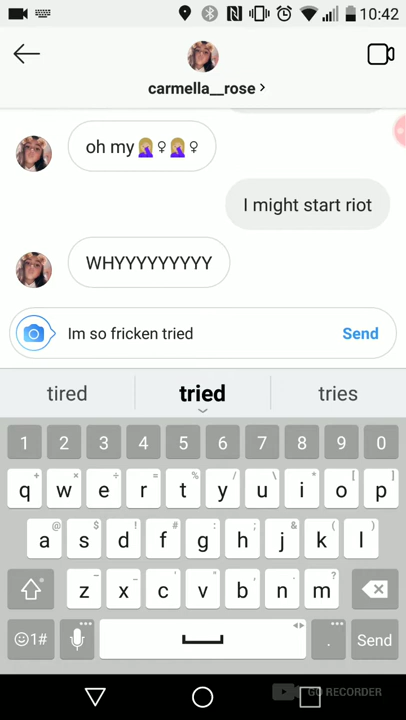 10:42
carmella__rose >
oh my🤦🏼♀🤦🏼♀
I might start riot
WHYYYYYYYYY
Im so fricken tried Send
tired tried tries
1 2 3 4 5 6 7 8 9 0
+ × ÷ = % / \ * [ ]
q w e r t y u i o p
@ $ ! # : ; & ( )
a s d f g h j k l
- ' " , ?
z x c v b n m
☺1# . Send
GO RECORDER